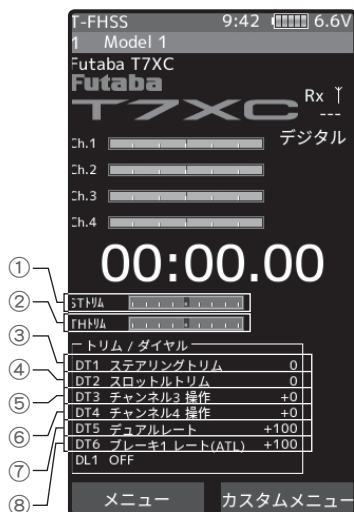 T-FHSS 9:42 6.6V
1 Model 1
Futaba T7XC
Futaba
T7XC
Rx
---
デジタル
Ch.1
Ch.2
Ch.3
Ch.4
00:00.00
① STトリム
② THトリム
トリム / ダイヤル
③ DT1 ステアリングトリム 0
④ DT2 スロットルトリム 0
⑤ DT3 チャンネル3 操作 +0
⑥ DT4 チャンネル4 操作 +0
⑦ DT5 デュアルレート +100
⑧ DT6 ブレーキ1 レート(ATL) +100
DL1 OFF
メニュー カスタムメニュー